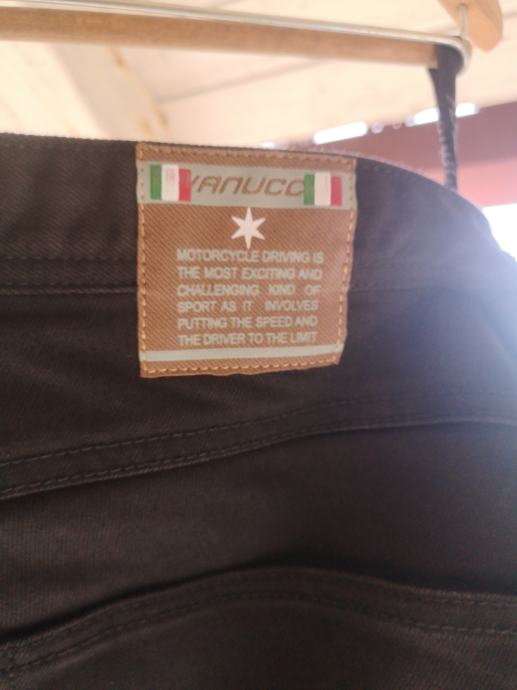 VANUCCI
MOTORCYCLE DRIVING IS
THE MOST EXCITING AND
CHALLENGING KIND OF
SPORT AS IT INVOLVES
PUTTING THE SPEED AND
THE DRIVER TO THE LIMIT